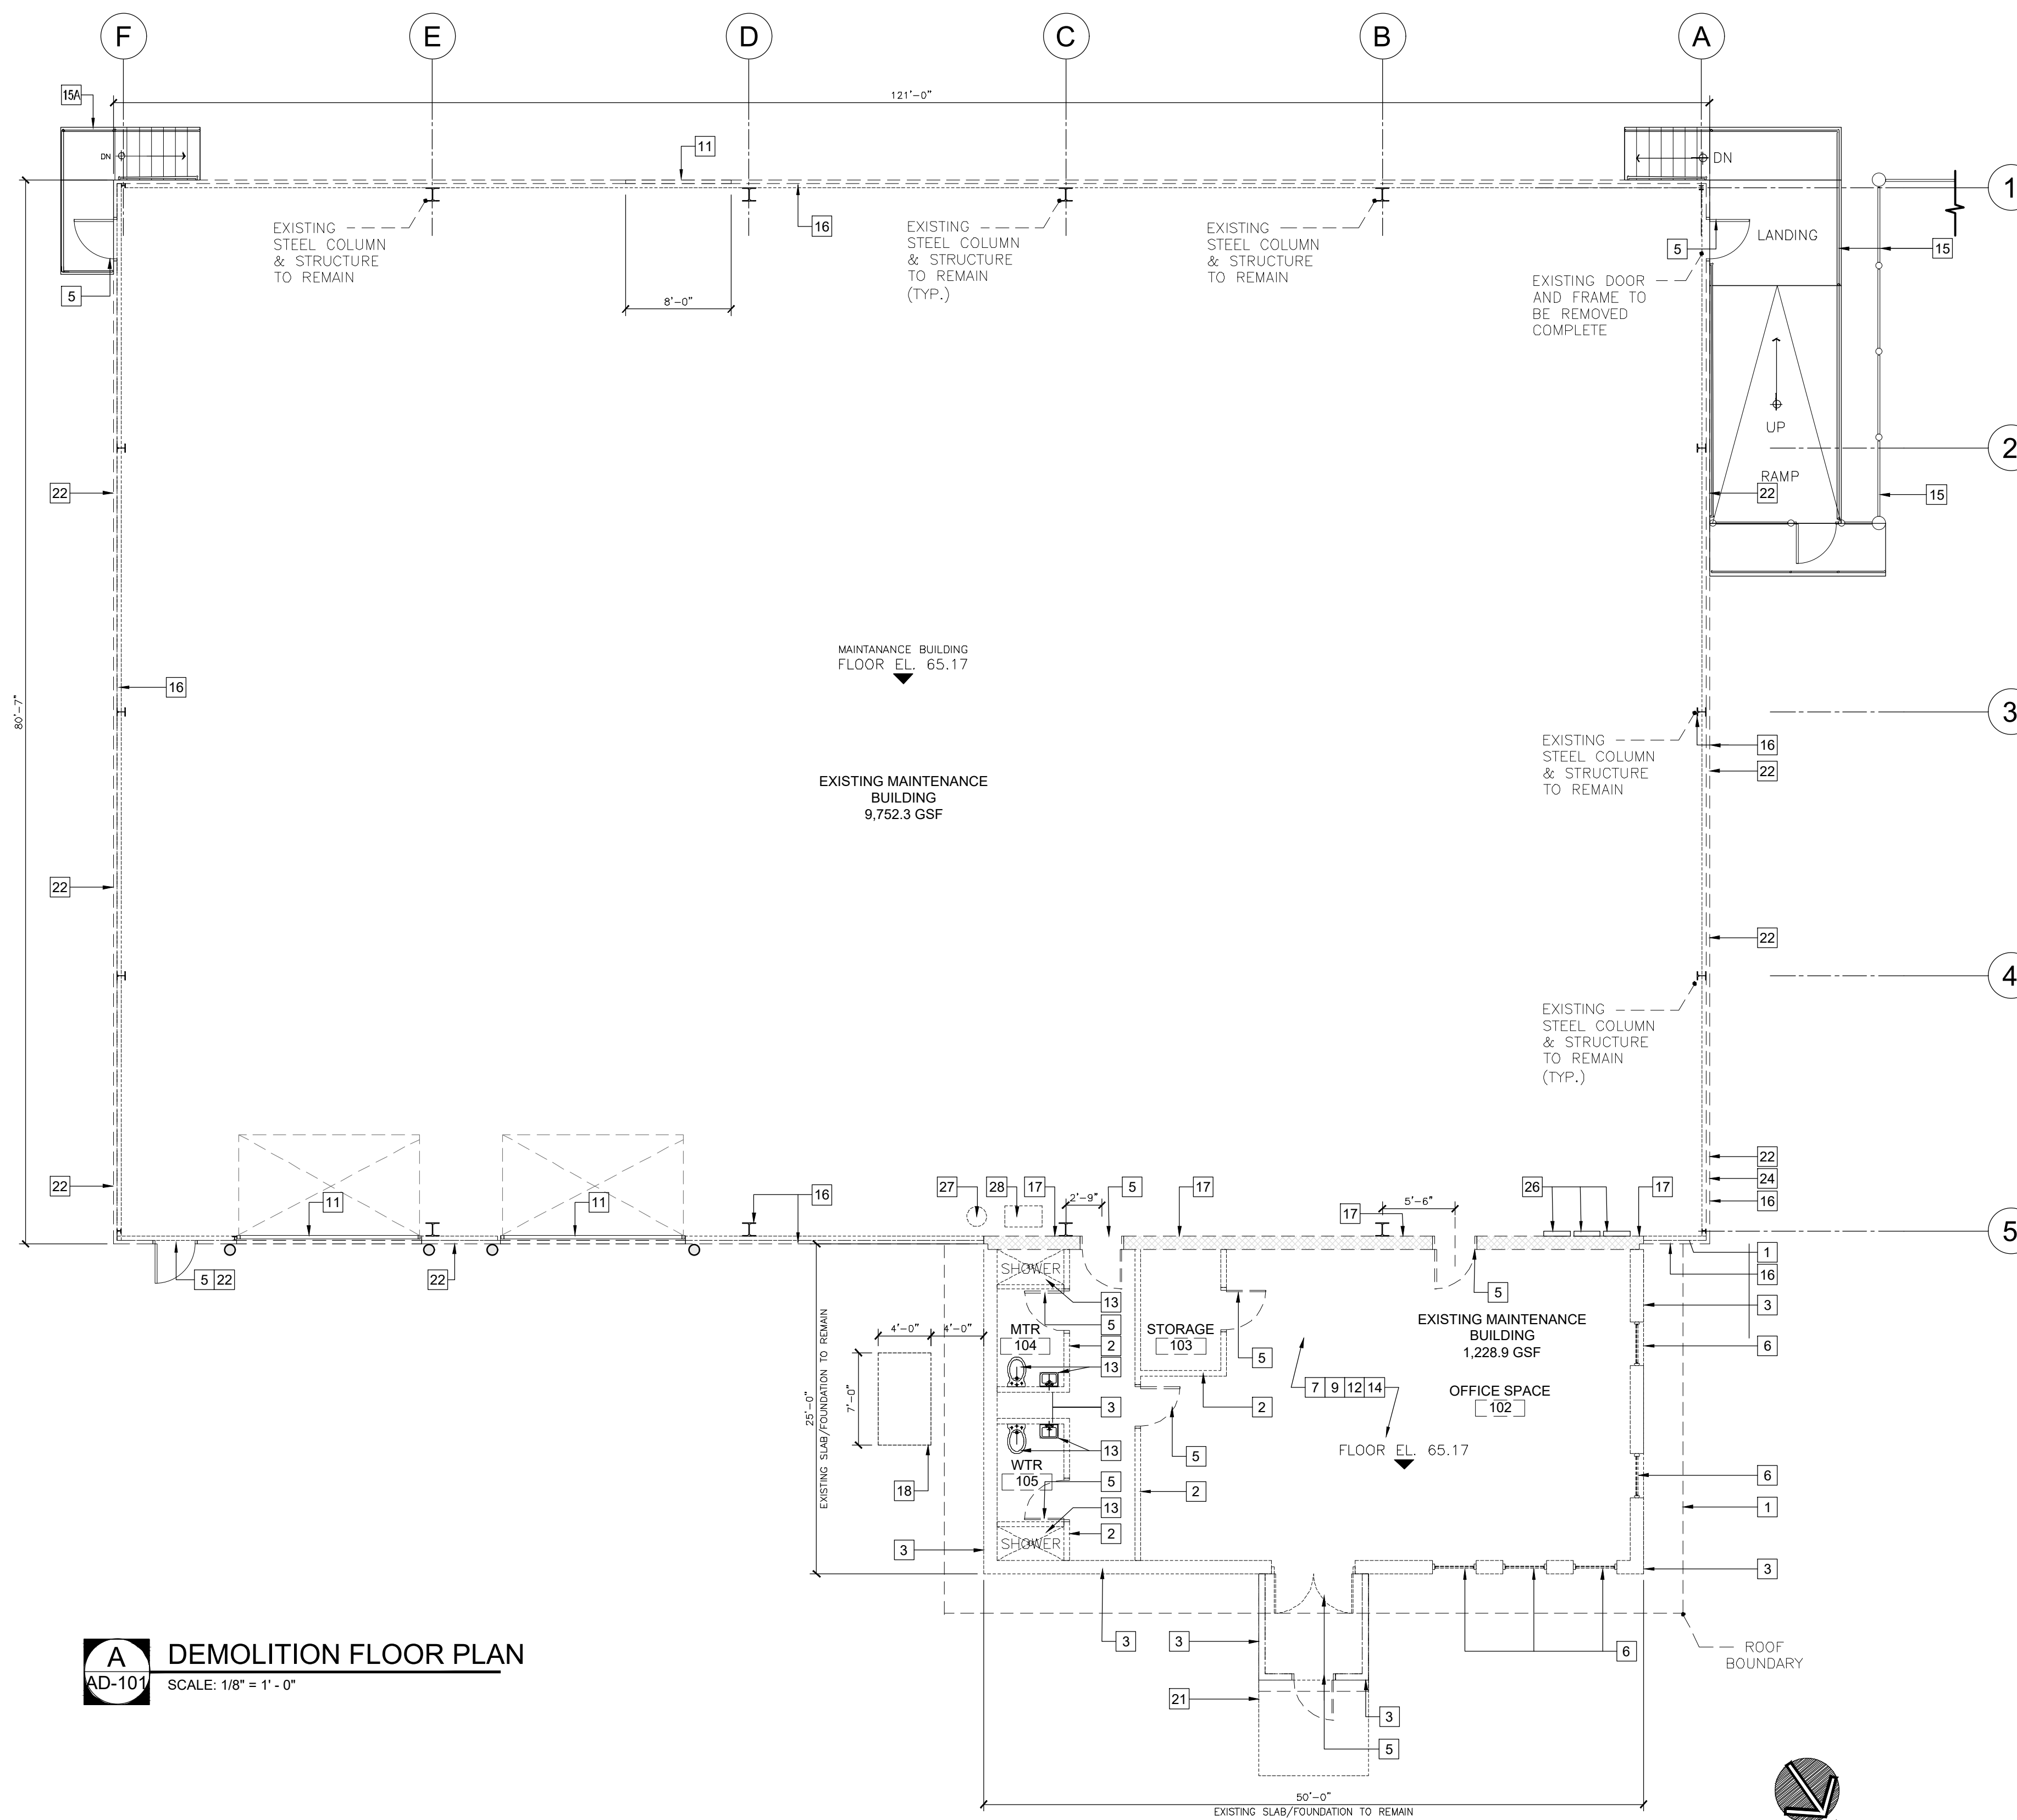 F
E
D
C
B
A
15A
121'-0"
11
DN
DN
1
16
EXISTING
STEEL COLUMN
& STRUCTURE
TO REMAIN
EXISTING
STEEL COLUMN
& STRUCTURE
TO REMAIN
(TYP.)
EXISTING
STEEL COLUMN
& STRUCTURE
TO REMAIN
5
LANDING
15
5
8'-0"
EXISTING DOOR
AND FRAME TO
BE REMOVED
COMPLETE
UP
2
RAMP
22
22
15
MAINTANANCE BUILDING
FLOOR EL. 65.17
16
80'-7"
3
EXISTING
STEEL COLUMN
& STRUCTURE
TO REMAIN
16
22
EXISTING MAINTENANCE
BUILDING
9,752.3 GSF
22
22
4
EXISTING
STEEL COLUMN
& STRUCTURE
TO REMAIN
(TYP.)
22
22
24
16
11
11
16
27
28
17
2'-9"
5
17
17
5'-6"
26
17
5
5
22
22
1
16
SHOWER
13
5
5
3
EXISTING SLAB/FOUNDATION TO REMAIN
25'-0"
4'-0"
4'-0"
7'-0"
MTR
104
2
13
STORAGE
103
5
EXISTING MAINTENANCE
BUILDING
1,228.9 GSF
6
7
9
12
14
OFFICE SPACE
102
3
2
FLOOR EL. 65.17
13
5
WTR
105
5
2
6
18
13
1
SHOWER
2
3
3
3
3
6
ROOF
BOUNDARY
21
3
5
A
AD-101
DEMOLITION FLOOR PLAN
SCALE: 1/8" = 1' - 0"
50'-0"
EXISTING SLAB/FOUNDATION TO REMAIN